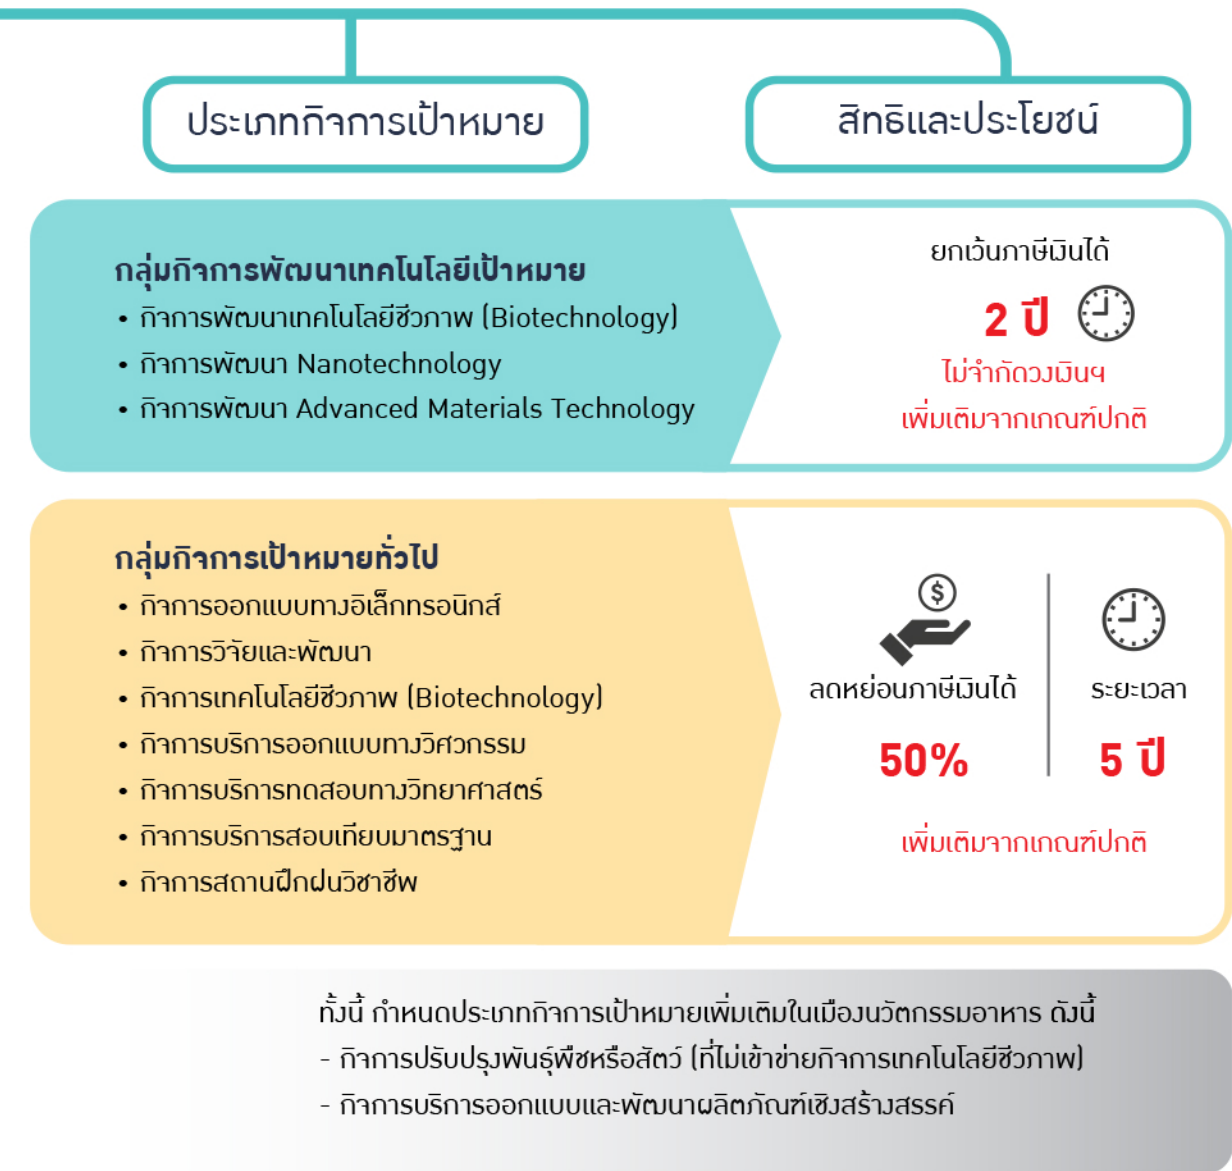 ประเภทกิจการเป้าหมาย
สิทธิและประโยชน์
กลุ่มกิจการพัฒนาเทคโนโลยีเป้าหมาย
• กิจการพัฒนาเทคโนโลยีชีวภาพ (Biotechnology)
• กิจการพัฒนา Nanotechnology
• กิจการพัฒนา Advanced Materials Technology
ยกเว้นภาษีเงินได้
2 ปี
ไม่จำกัดวงเงินฯ
เพิ่มเติมจากเกณฑ์ปกติ
กลุ่มกิจการเป้าหมายทั่วไป
• กิจการออกแบบทางอิเล็กทรอนิกส์
• กิจการวิจัยและพัฒนา
• กิจการเทคโนโลยีชีวภาพ (Biotechnology)
• กิจการบริการออกแบบทางวิศวกรรม
• กิจการบริการทดสอบทางวิทยาศาสตร์
• กิจการบริการสอบเทียบมาตรฐาน
• กิจการสถานฝึกฝนวิชาชีพ
$
ลดหย่อนภาษีเงินได้
50%
ระยะเวลา
5 ปี
เพิ่มเติมจากเกณฑ์ปกติ
ทั้งนี้ กำหนดประเภทกิจการเป้าหมายเพิ่มเติมในเมืองนวัตกรรมอาหาร ดังนี้
- กิจการปรับปรุงพันธุ์พืชหรือสัตว์ (ที่ไม่เข้าข่ายกิจการเทคโนโลยีชีวภาพ)
- กิจการบริการออกแบบและพัฒนาผลิตภัณฑ์เชิงสร้างสรรค์